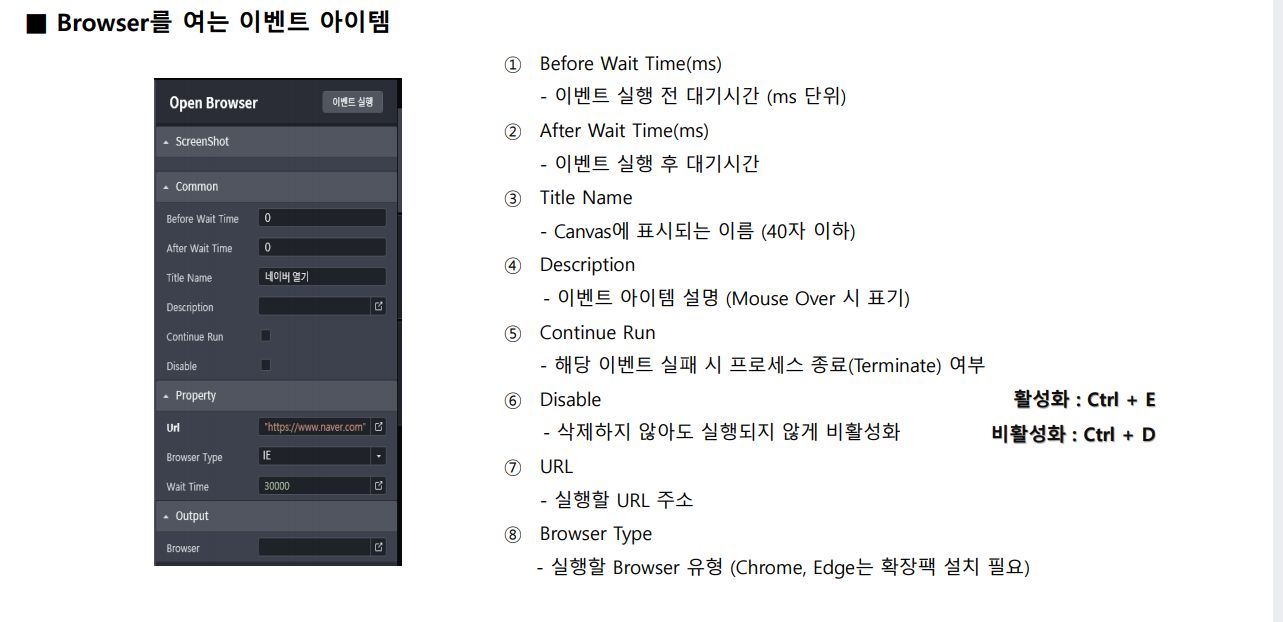 ■ Browser를 여는 이벤트 아이템
Open Browser 이벤트 실행
ScreenShot
Common
Before Wait Time 0
After Wait Time 0
Title Name 네이버 열기
Description
Continue Run
Disable
Property
Url "https://www.naver.com"
Browser Type IE
Wait Time 30000
Output
Browser
① Before Wait Time(ms)
- 이벤트 실행 전 대기시간 (ms 단위)
② After Wait Time(ms)
- 이벤트 실행 후 대기시간
③ Title Name
- Canvas에 표시되는 이름 (40자 이하)
④ Description
- 이벤트 아이템 설명 (Mouse Over 시 표기)
⑤ Continue Run
- 해당 이벤트 실패 시 프로세스 종료(Terminate) 여부
⑥ Disable
- 삭제하지 않아도 실행되지 않게 비활성화
활성화 : Ctrl + E
비활성화 : Ctrl + D
⑦ URL
- 실행할 URL 주소
⑧ Browser Type
- 실행할 Browser 유형 (Chrome, Edge는 확장팩 설치 필요)